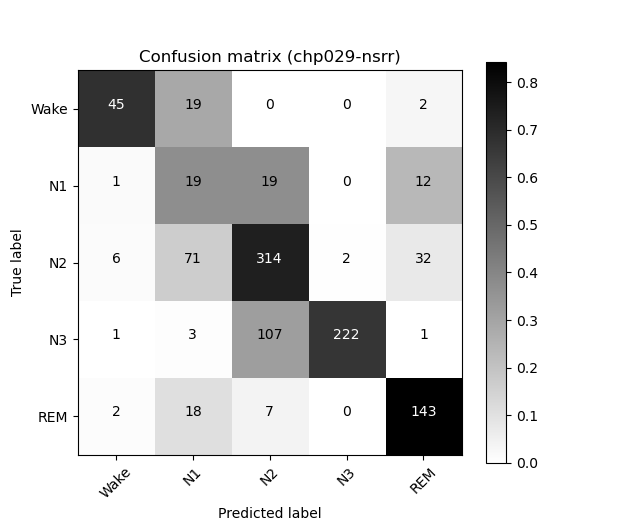 Confusion matrix (chp029-nsrr)
Wake 45 19 0 0 2
N1 1 19 19 0 12
N2 6 71 314 2 32
N3 1 3 107 222 1
REM 2 18 7 0 143
Wake N1 N2 N3 REM
Predicted label
True label
0.8
0.7
0.6
0.5
0.4
0.3
0.2
0.1
0.0